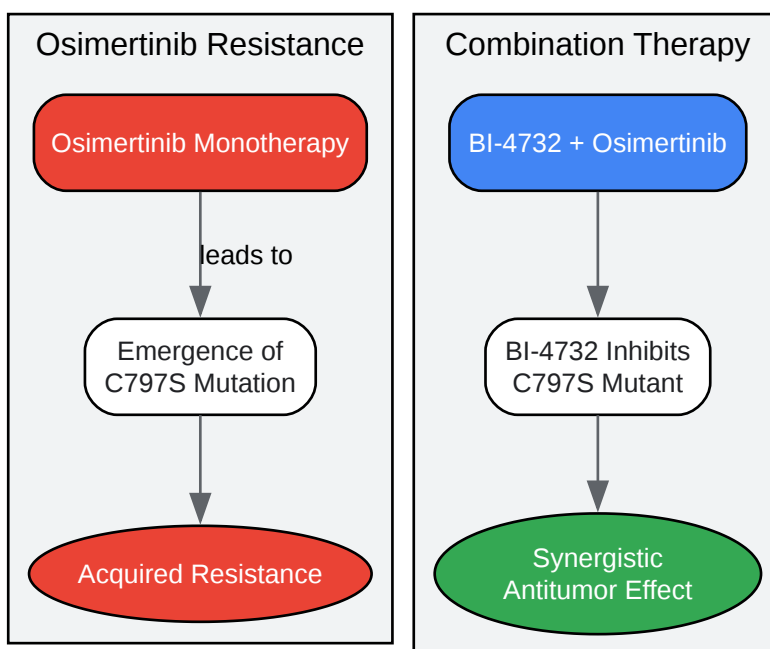 Osimertinib Resistance
Osimertinib Monotherapy
leads to
Emergence of
C797S Mutation
Acquired Resistance
Combination Therapy
BI-4732 + Osimertinib
BI-4732 Inhibits
C797S Mutant
Synergistic
Antitumor Effect